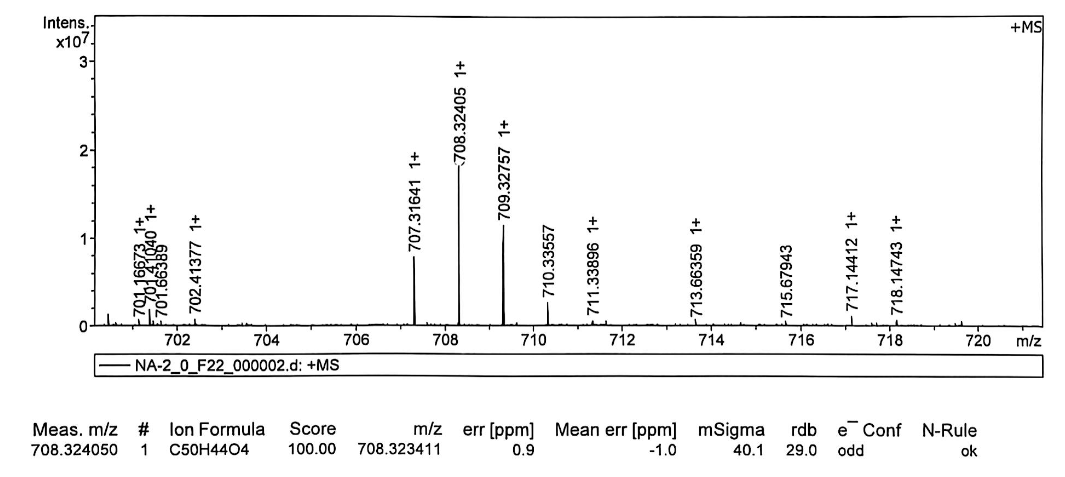 Intens.
x10⁷
+MS
3
2
1
0
701.16673 1+
701.41040 1+
701.66389
702.41377 1+
707.31641 1+
708.32405 1+
709.32757 1+
710.33557
711.33896 1+
713.66359 1+
715.67943
717.14412 1+
718.14743 1+
702 704 706 708 710 712 714 716 718 720 m/z
NA-2_0_F22_000002.d: +MS
Meas. m/z # Ion Formula Score m/z err [ppm] Mean err [ppm] mSigma rdb e⁻ Conf N-Rule
708.324050 1 C50H44O4 100.00 708.323411 0.9 -1.0 40.1 29.0 odd ok